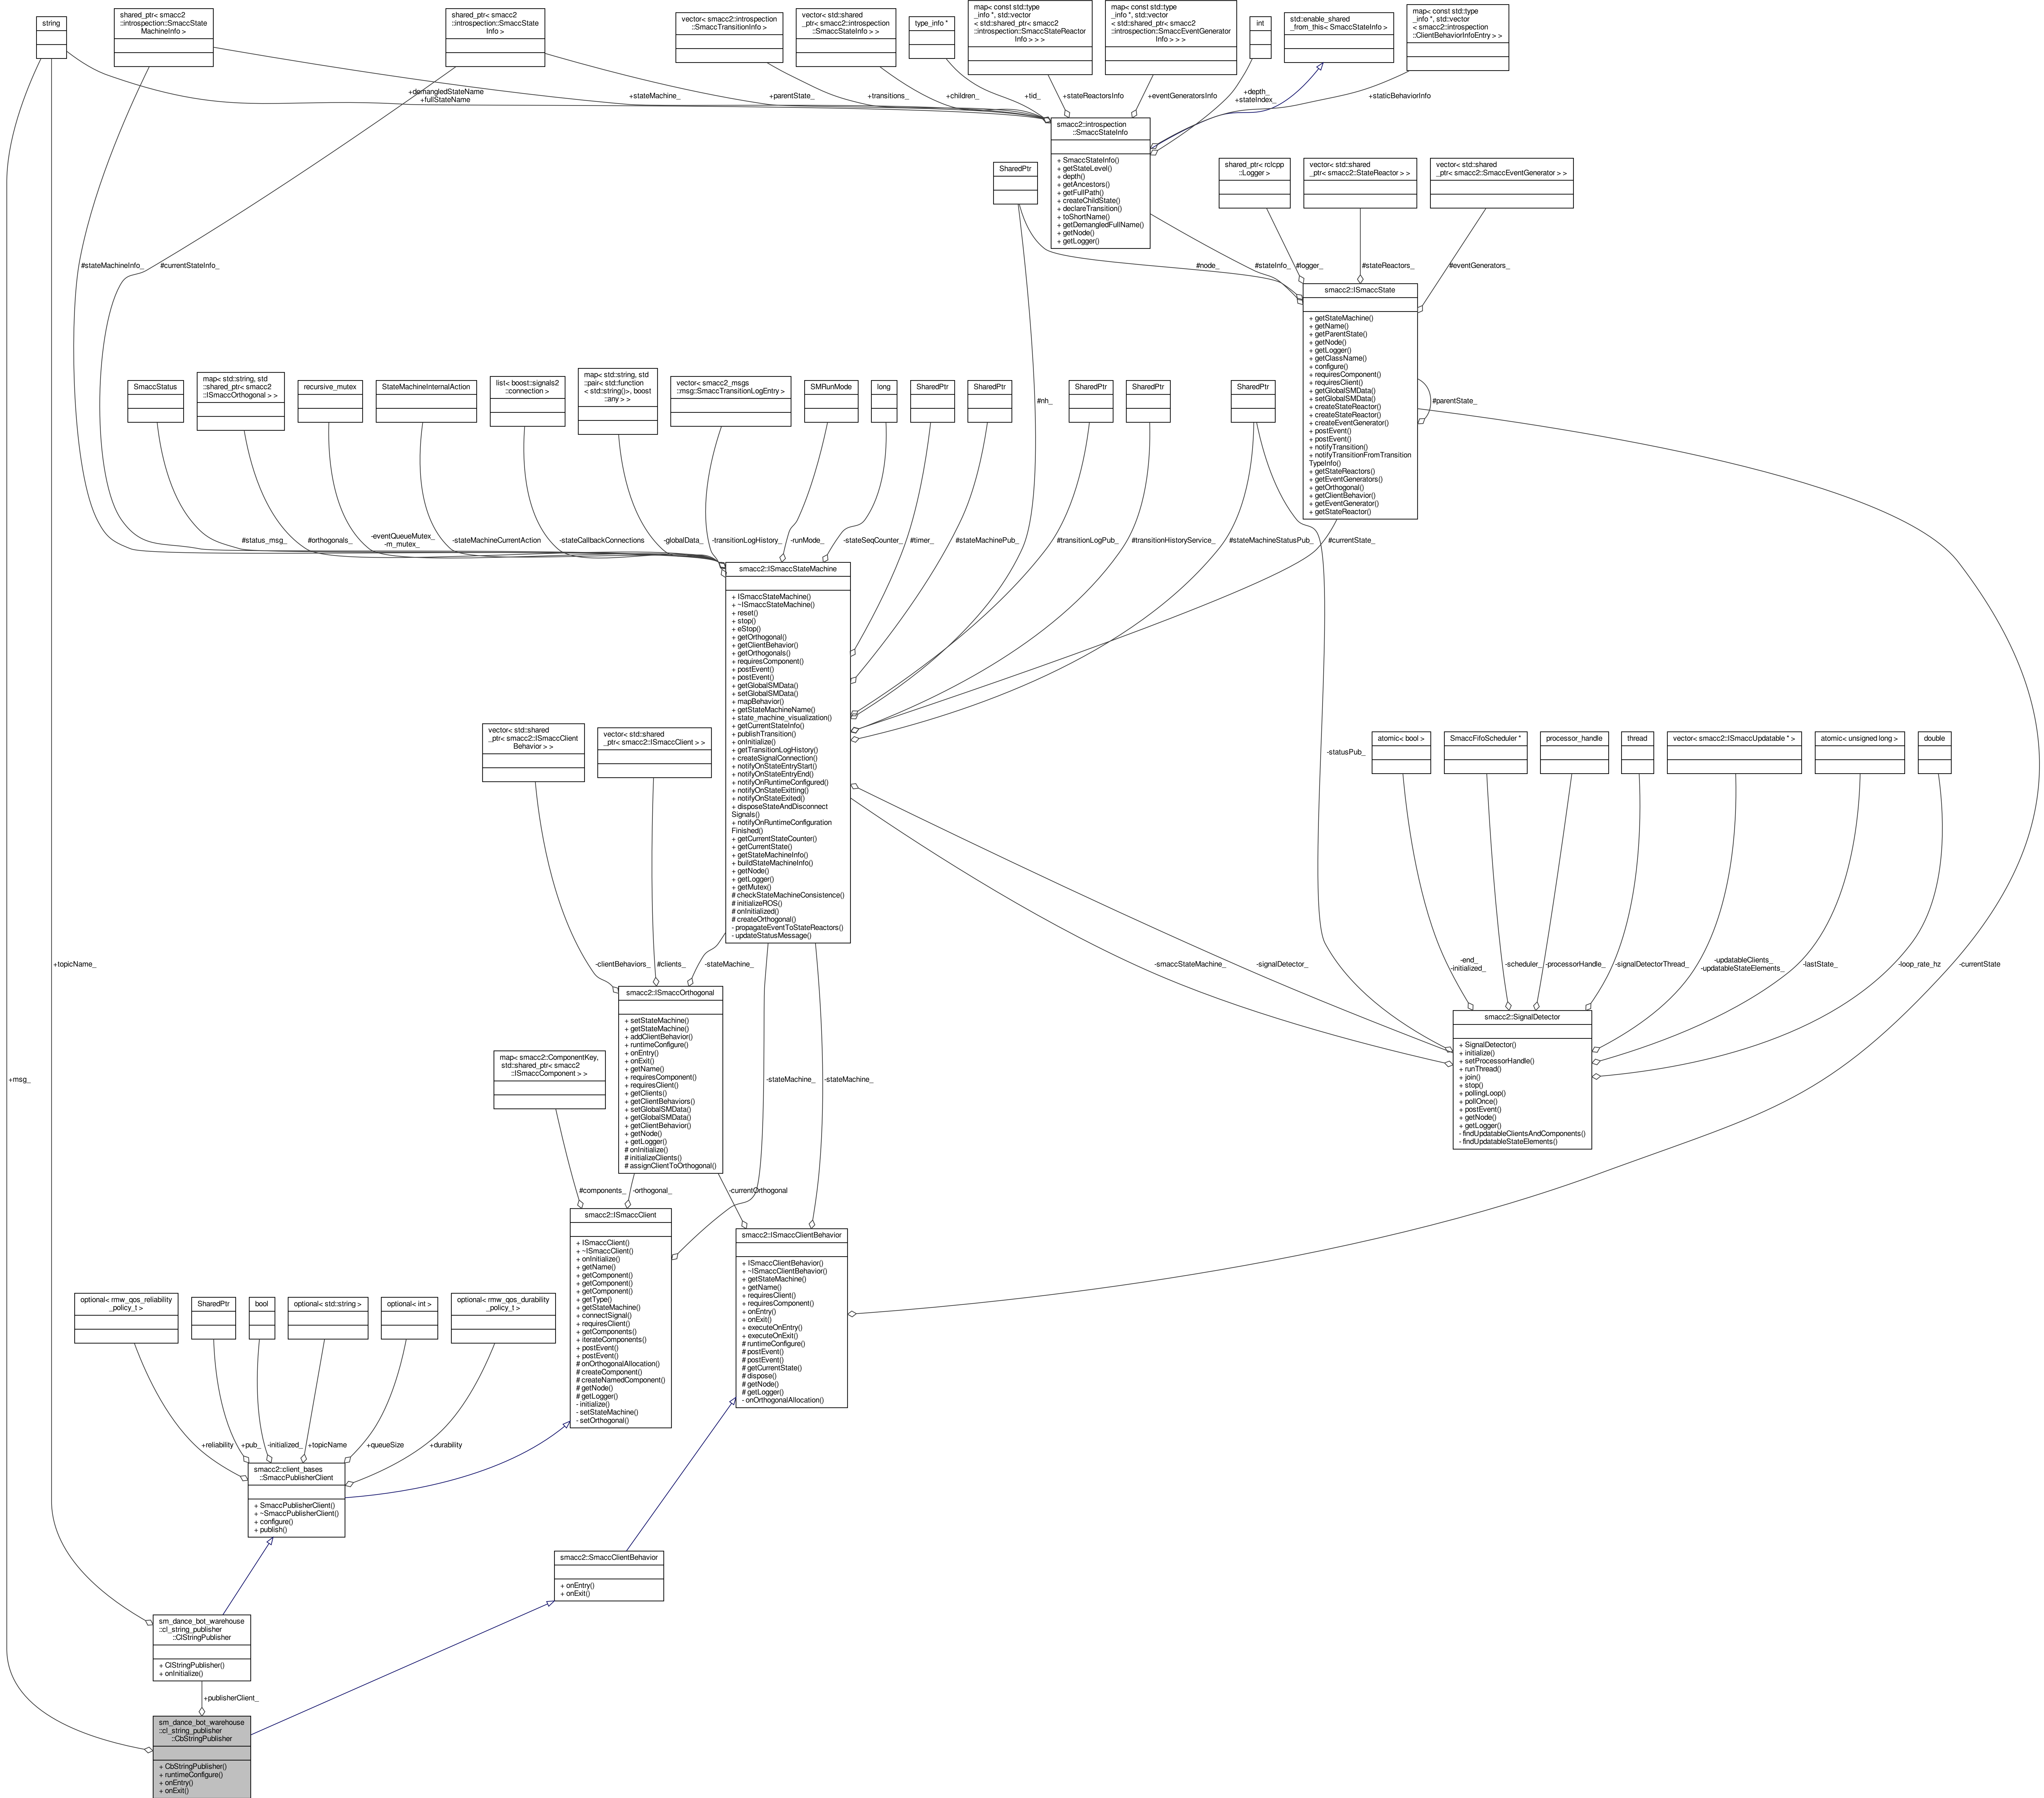 string
shared_ptr< smacc2
::introspection::SmaccState
MachineInfo >
shared_ptr< smacc2
::introspection::SmaccState
Info >
vector< smacc2::introspection
::SmaccTransitionInfo >
vector< std::shared
_ptr< smacc2::introspection
::SmaccStateInfo > >
type_info *
map< const std::type
_info *, std::vector
< std::shared_ptr< smacc2
::introspection::SmaccStateReactor
Info > > >
map< const std::type
_info *, std::vector
< std::shared_ptr< smacc2
::introspection::SmaccEventGenerator
Info > > >
int
std::enable_shared
_from_this< SmaccStateInfo >
map< const std::type
_info *, std::vector
< smacc2::introspection
::ClientBehaviorInfoEntry > >
+demangledStateName
+fullStateName
+stateMachine_
+parentState_
+transitions_
+children_
+tid_
+stateReactorsInfo
+eventGeneratorsInfo
+depth_
+stateIndex_
+staticBehaviorInfo
smacc2::introspection
::SmaccStateInfo
+ SmaccStateInfo()
+ getStateLevel()
+ depth()
+ getAncestors()
+ getFullPath()
+ createChildState()
+ declareTransition()
+ toShortName()
+ getDemangledFullName()
+ getNode()
+ getLogger()
SharedPtr
shared_ptr< rclcpp
::Logger >
vector< std::shared
_ptr< smacc2::StateReactor > >
vector< std::shared
_ptr< smacc2::SmaccEventGenerator > >
#stateMachineInfo_
#currentStateInfo_
#node_
#stateInfo_
#logger_
#stateReactors_
#eventGenerators_
smacc2::ISmaccState
+ getStateMachine()
+ getName()
+ getParentState()
+ getNode()
+ getLogger()
+ getClassName()
+ configure()
+ requiresComponent()
+ requiresClient()
+ getGlobalSMData()
+ setGlobalSMData()
+ createStateReactor()
+ createStateReactor()
+ createEventGenerator()
+ postEvent()
+ postEvent()
+ notifyTransition()
+ notifyTransitionFromTransition
TypeInfo()
+ getStateReactors()
+ getEventGenerators()
+ getOrthogonal()
+ getClientBehavior()
+ getEventGenerator()
+ getStateReactor()
#parentState_
SmaccStatus
map< std::string, std
::shared_ptr< smacc2
::ISmaccOrthogonal > >
recursive_mutex
StateMachineInternalAction
list< boost::signals2
::connection >
map< std::string, std
::pair< std::function
< std::string()>, boost
::any > >
vector< smacc2_msgs
::msg::SmaccTransitionLogEntry >
SMRunMode
long
SharedPtr
SharedPtr
SharedPtr
SharedPtr
SharedPtr
#nh_
#status_msg_
#orthogonals_
-eventQueueMutex_
-m_mutex_
-stateMachineCurrentAction
-stateCallbackConnections
-globalData_
-transitionLogHistory_
-runMode_
-stateSeqCounter_
#timer_
#stateMachinePub_
#transitionLogPub_
#transitionHistoryService_
#stateMachineStatusPub_
#currentState_
smacc2::ISmaccStateMachine
+ ISmaccStateMachine()
+ ~ISmaccStateMachine()
+ reset()
+ stop()
+ eStop()
+ getOrthogonal()
+ getClientBehavior()
+ getOrthogonals()
+ requiresComponent()
+ postEvent()
+ postEvent()
+ getGlobalSMData()
+ setGlobalSMData()
+ mapBehavior()
+ getStateMachineName()
+ state_machine_visualization()
+ getCurrentStateInfo()
+ publishTransition()
+ onInitialize()
+ getTransitionLogHistory()
+ createSignalConnection()
+ notifyOnStateEntryStart()
+ notifyOnStateEntryEnd()
+ notifyOnRuntimeConfigured()
+ notifyOnStateExitting()
+ notifyOnStateExited()
+ disposeStateAndDisconnect
Signals()
+ notifyOnRuntimeConfiguration
Finished()
+ getCurrentStateCounter()
+ getCurrentState()
+ getStateMachineInfo()
+ buildStateMachineInfo()
+ getNode()
+ getLogger()
+ getMutex()
# checkStateMachineConsistence()
# initializeROS()
# onInitialized()
# createOrthogonal()
- propagateEventToStateReactors()
- updateStatusMessage()
vector< std::shared
_ptr< smacc2::ISmaccClient
Behavior > >
vector< std::shared
_ptr< smacc2::ISmaccClient > >
-statusPub_
atomic< bool >
SmaccFifoScheduler *
processor_handle
thread
vector< smacc2::ISmaccUpdatable * >
atomic< unsigned long >
double
+topicName_
-clientBehaviors_
#clients_
-stateMachine_
-smaccStateMachine_
-signalDetector_
-end_
-initialized_
-scheduler_
-processorHandle_
-signalDetectorThread_
-updatableClients_
-updatableStateElements_
-lastState_
-loop_rate_hz
-currentState
smacc2::ISmaccOrthogonal
+ setStateMachine()
+ getStateMachine()
+ addClientBehavior()
+ runtimeConfigure()
+ onEntry()
+ onExit()
+ getName()
+ requiresComponent()
+ requiresClient()
+ getClients()
+ getClientBehaviors()
+ setGlobalSMData()
+ getGlobalSMData()
+ getClientBehavior()
+ getNode()
+ getLogger()
# onInitialize()
# initializeClients()
# assignClientToOrthogonal()
smacc2::SignalDetector
+ SignalDetector()
+ initialize()
+ setProcessorHandle()
+ runThread()
+ join()
+ stop()
+ pollingLoop()
+ pollOnce()
+ postEvent()
+ getNode()
+ getLogger()
- findUpdatableClientsAndComponents()
- findUpdatableStateElements()
map< smacc2::ComponentKey,
std::shared_ptr< smacc2
::ISmaccComponent > >
+msg_
-stateMachine_
-stateMachine_
#components_
-orthogonal_
-currentOrthogonal
smacc2::ISmaccClient
+ ISmaccClient()
+ ~ISmaccClient()
+ onInitialize()
+ getName()
+ getComponent()
+ getComponent()
+ getComponent()
+ getType()
+ getStateMachine()
+ connectSignal()
+ requiresClient()
+ getComponents()
+ iterateComponents()
+ postEvent()
+ postEvent()
# onOrthogonalAllocation()
# createComponent()
# createNamedComponent()
# getNode()
# getLogger()
- initialize()
- setStateMachine()
- setOrthogonal()
smacc2::ISmaccClientBehavior
+ ISmaccClientBehavior()
+ ~ISmaccClientBehavior()
+ getStateMachine()
+ getName()
+ requiresClient()
+ requiresComponent()
+ onEntry()
+ onExit()
+ executeOnEntry()
+ executeOnExit()
# runtimeConfigure()
# postEvent()
# postEvent()
# getCurrentState()
# dispose()
# getNode()
# getLogger()
- onOrthogonalAllocation()
optional< rmw_qos_reliability
_policy_t >
SharedPtr
bool
optional< std::string >
optional< int >
optional< rmw_qos_durability
_policy_t >
+reliability
+pub_
-initialized_
+topicName
+queueSize
+durability
smacc2::client_bases
::SmaccPublisherClient
+ SmaccPublisherClient()
+ ~SmaccPublisherClient()
+ configure()
+ publish()
smacc2::SmaccClientBehavior
+ onEntry()
+ onExit()
sm_dance_bot_warehouse
::cl_string_publisher
::ClStringPublisher
+ ClStringPublisher()
+ onInitialize()
+publisherClient_
sm_dance_bot_warehouse
::cl_string_publisher
::CbStringPublisher
+ CbStringPublisher()
+ runtimeConfigure()
+ onEntry()
+ onExit()